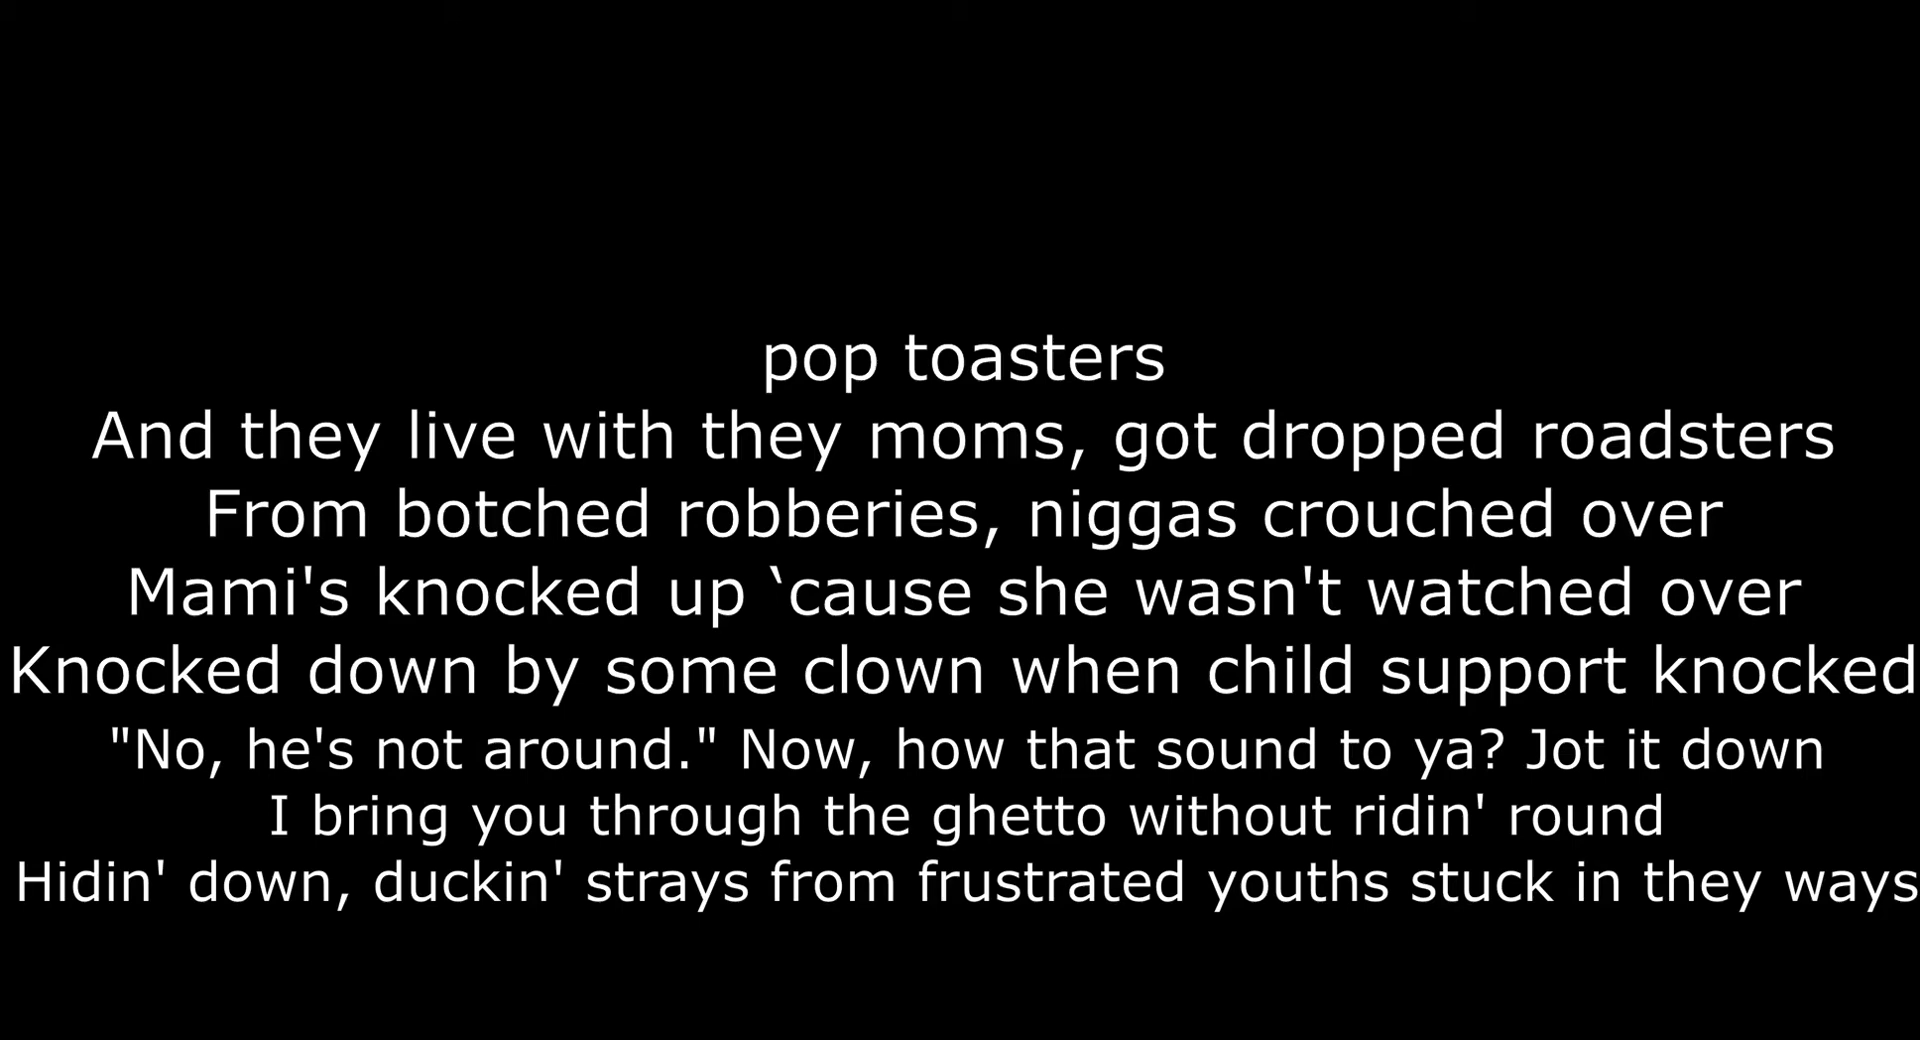 pop toasters
And they live with they moms, got dropped roadsters
From botched robberies, niggas crouched over
Mami's knocked up ‘cause she wasn't watched over
Knocked down by some clown when child support knocked
"No, he's not around." Now, how that sound to ya? Jot it down
I bring you through the ghetto without ridin' round
Hidin' down, duckin' strays from frustrated youths stuck in they ways